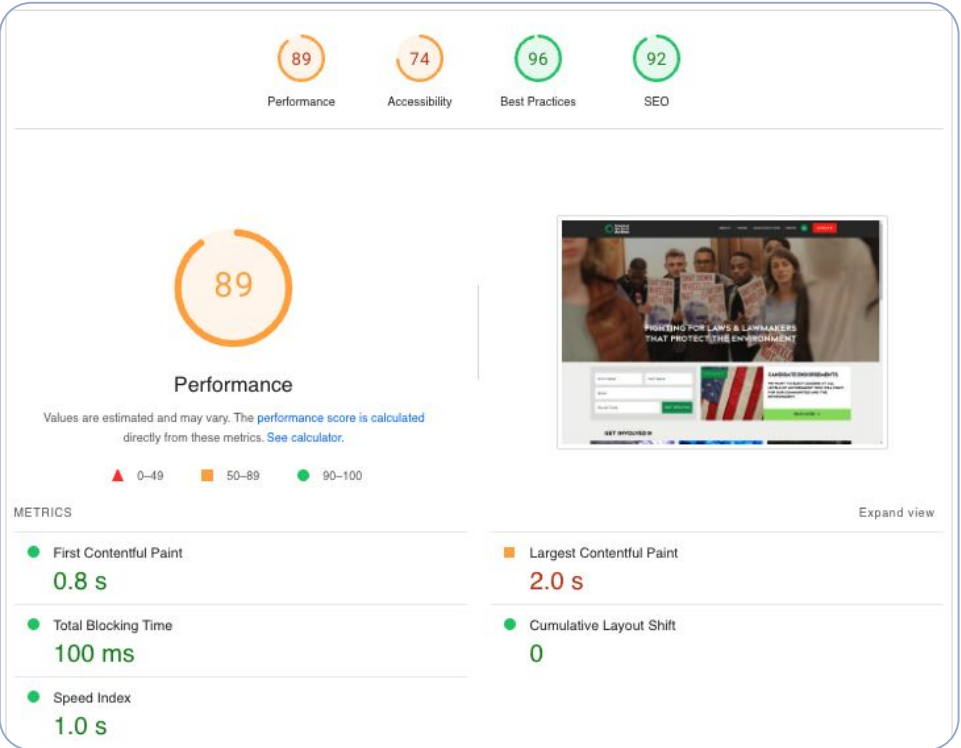 89
74
96
92
Performance
Accessibility
Best Practices
SEO
89
Performance
Values are estimated and may vary. The performance score is calculated
directly from these metrics. See calculator.
0–49
50–89
90–100
FIGHTING FOR LAWS & LAWMAKERS
THAT PROTECT THE ENVIRONMENT
CANDIDATE ENDORSEMENTS
GET INVOLVED IN
METRICS
Expand view
First Contentful Paint
0.8 s
Largest Contentful Paint
2.0 s
Total Blocking Time
100 ms
Cumulative Layout Shift
0
Speed Index
1.0 s